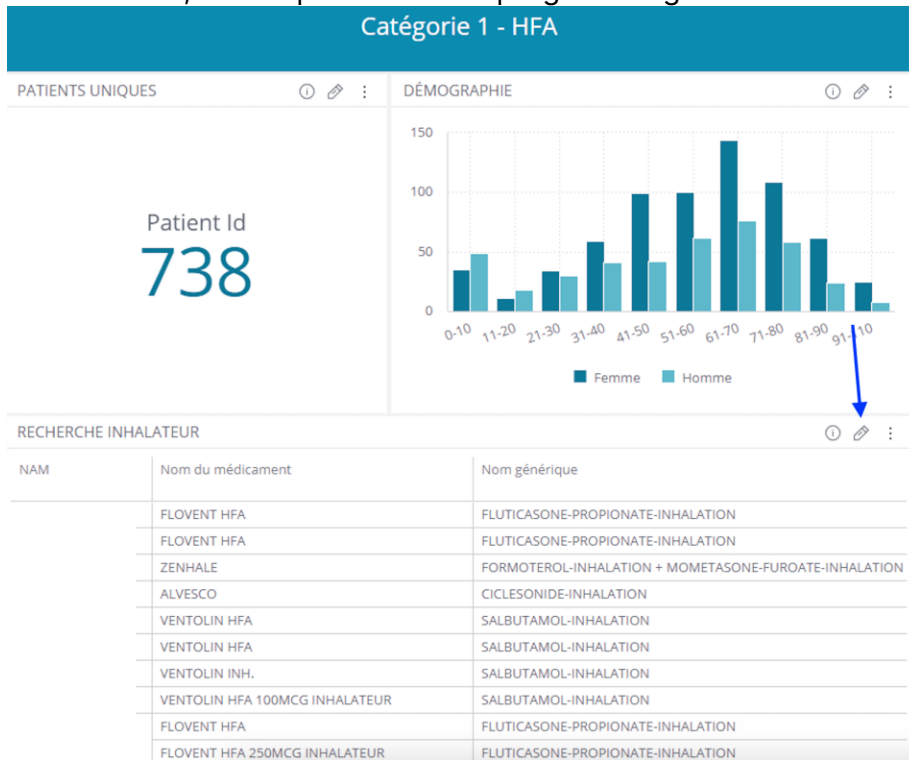 Catégorie 1 - HFA
PATIENTS UNIQUES
DÉMOGRAPHIE
Patient Id
738
150
100
50
0
0-10 11-20 21-30 31-40 41-50 51-60 61-70 71-80 81-90
Femme Homme
RECHERCHE INHALATEUR
NAM Nom du médicament Nom générique
FLOVENT HFA FLUTICASONE-PROPIONATE-INHALATION
FLOVENT HFA FLUTICASONE-PROPIONATE-INHALATION
ZENHALE FORMOTEROL-INHALATION + MOMETASONE-FUROATE-INHALATION
ALVESCO CICLESONIDE-INHALATION
VENTOLIN HFA SALBUTAMOL-INHALATION
VENTOLIN HFA SALBUTAMOL-INHALATION
VENTOLIN INH. SALBUTAMOL-INHALATION
VENTOLIN HFA 100MCG INHALATEUR SALBUTAMOL-INHALATION
FLOVENT HFA FLUTICASONE-PROPIONATE-INHALATION
FLOVENT HFA 250MCG INHALATEUR FLUTICASONE-PROPIONATE-INHALATION